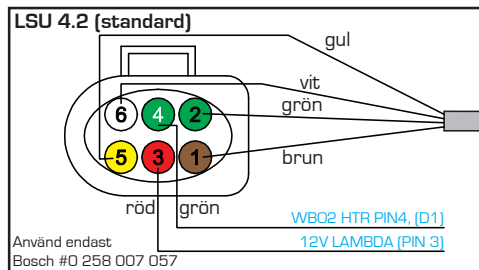 LSU 4.2 (standard)
gul
vit
grön
6 4 2
5 3 1
brun
röd grön
WBO2 HTR PIN4, (D1)
12V LAMBDA (PIN 3)
Använd endast
Bosch #0 258 007 057